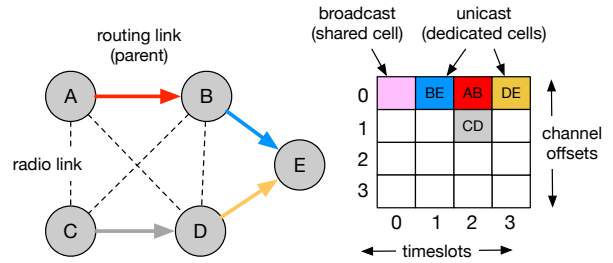 routing link
(parent)
A
B
radio link
E
C
D
broadcast
(shared cell)
unicast
(dedicated cells)
0
BE
AB
DE
1
CD
2
3
channel
offsets
0
1
2
3
timeslots